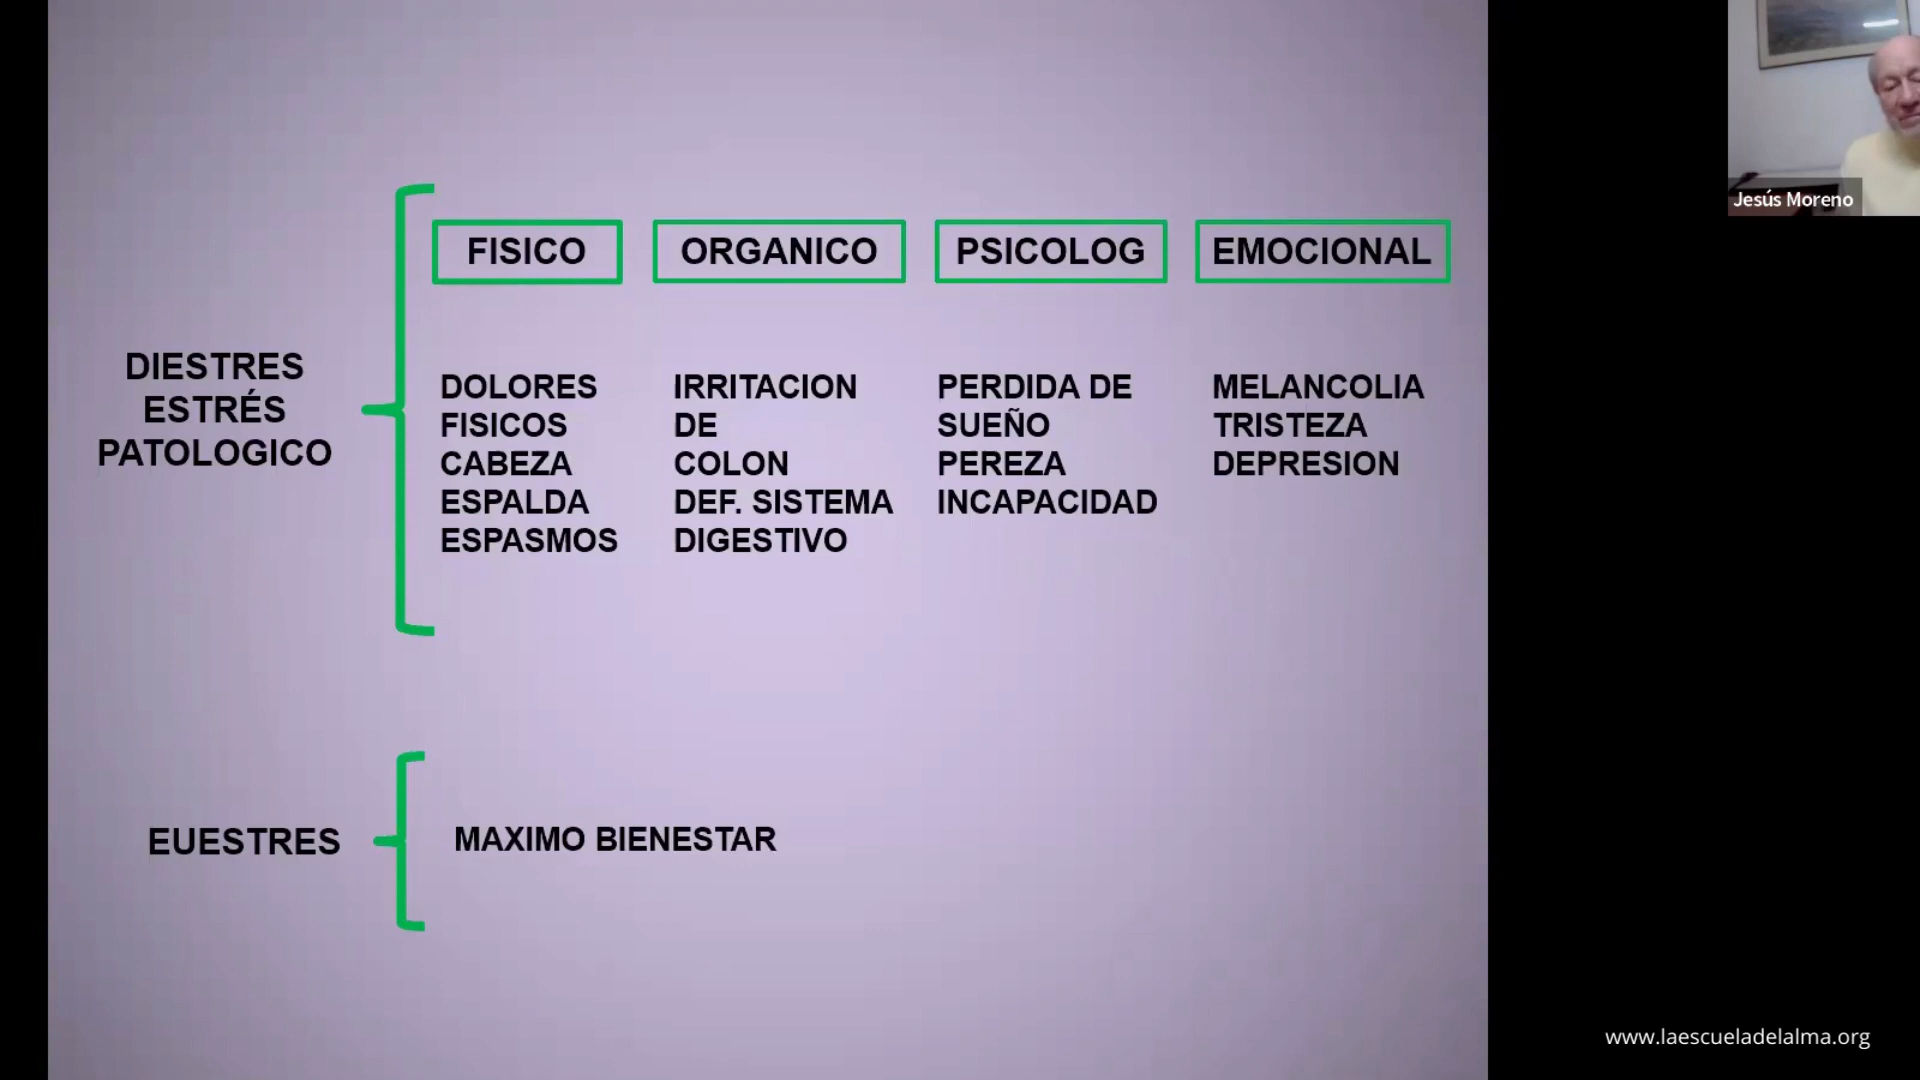 DIESTRES
ESTRÉS
PATOLOGICO
FISICO
DOLORES
FISICOS
CABEZA
ESPALDA
ESPASMOS
ORGANICO
IRRITACION
DE
COLON
DEF. SISTEMA
DIGESTIVO
PSICOLOG
PERDIDA DE
SUEÑO
PEREZA
INCAPACIDAD
EMOCIONAL
MELANCOLIA
TRISTEZA
DEPRESION
EUESTRES
MAXIMO BIENESTAR
Jesús Moreno
www.laescueladelalma.org